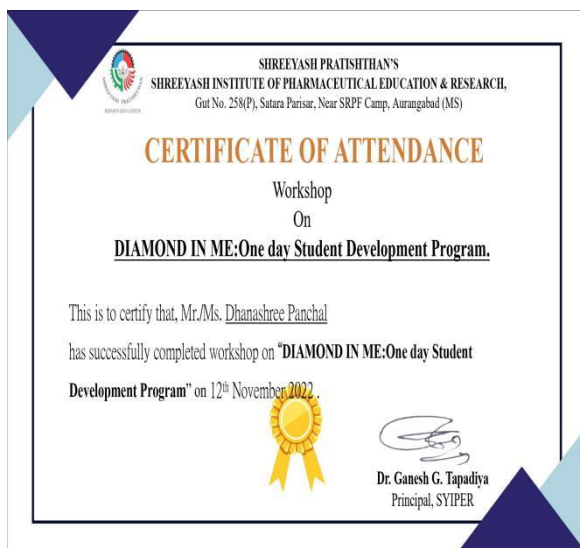 SHREEYASH PRATISHTHAN'S
SHREEYASH INSTITUTE OF PHARMACEUTICAL EDUCATION & RESEARCH,
Gut No. 258(P), Satara Parisar, Near SRPF Camp, Aurangabad (MS)
CERTIFICATE OF ATTENDANCE
Workshop
On
DIAMOND IN ME:One day Student Development Program.
This is to certify that, Mr./Ms. Dhanashree Panchal
has successfully completed workshop on "DIAMOND IN ME:One day Student
Development Program" on 12th November 2022 .
Dr. Ganesh G. Tapadiya
Principal, SYIPER